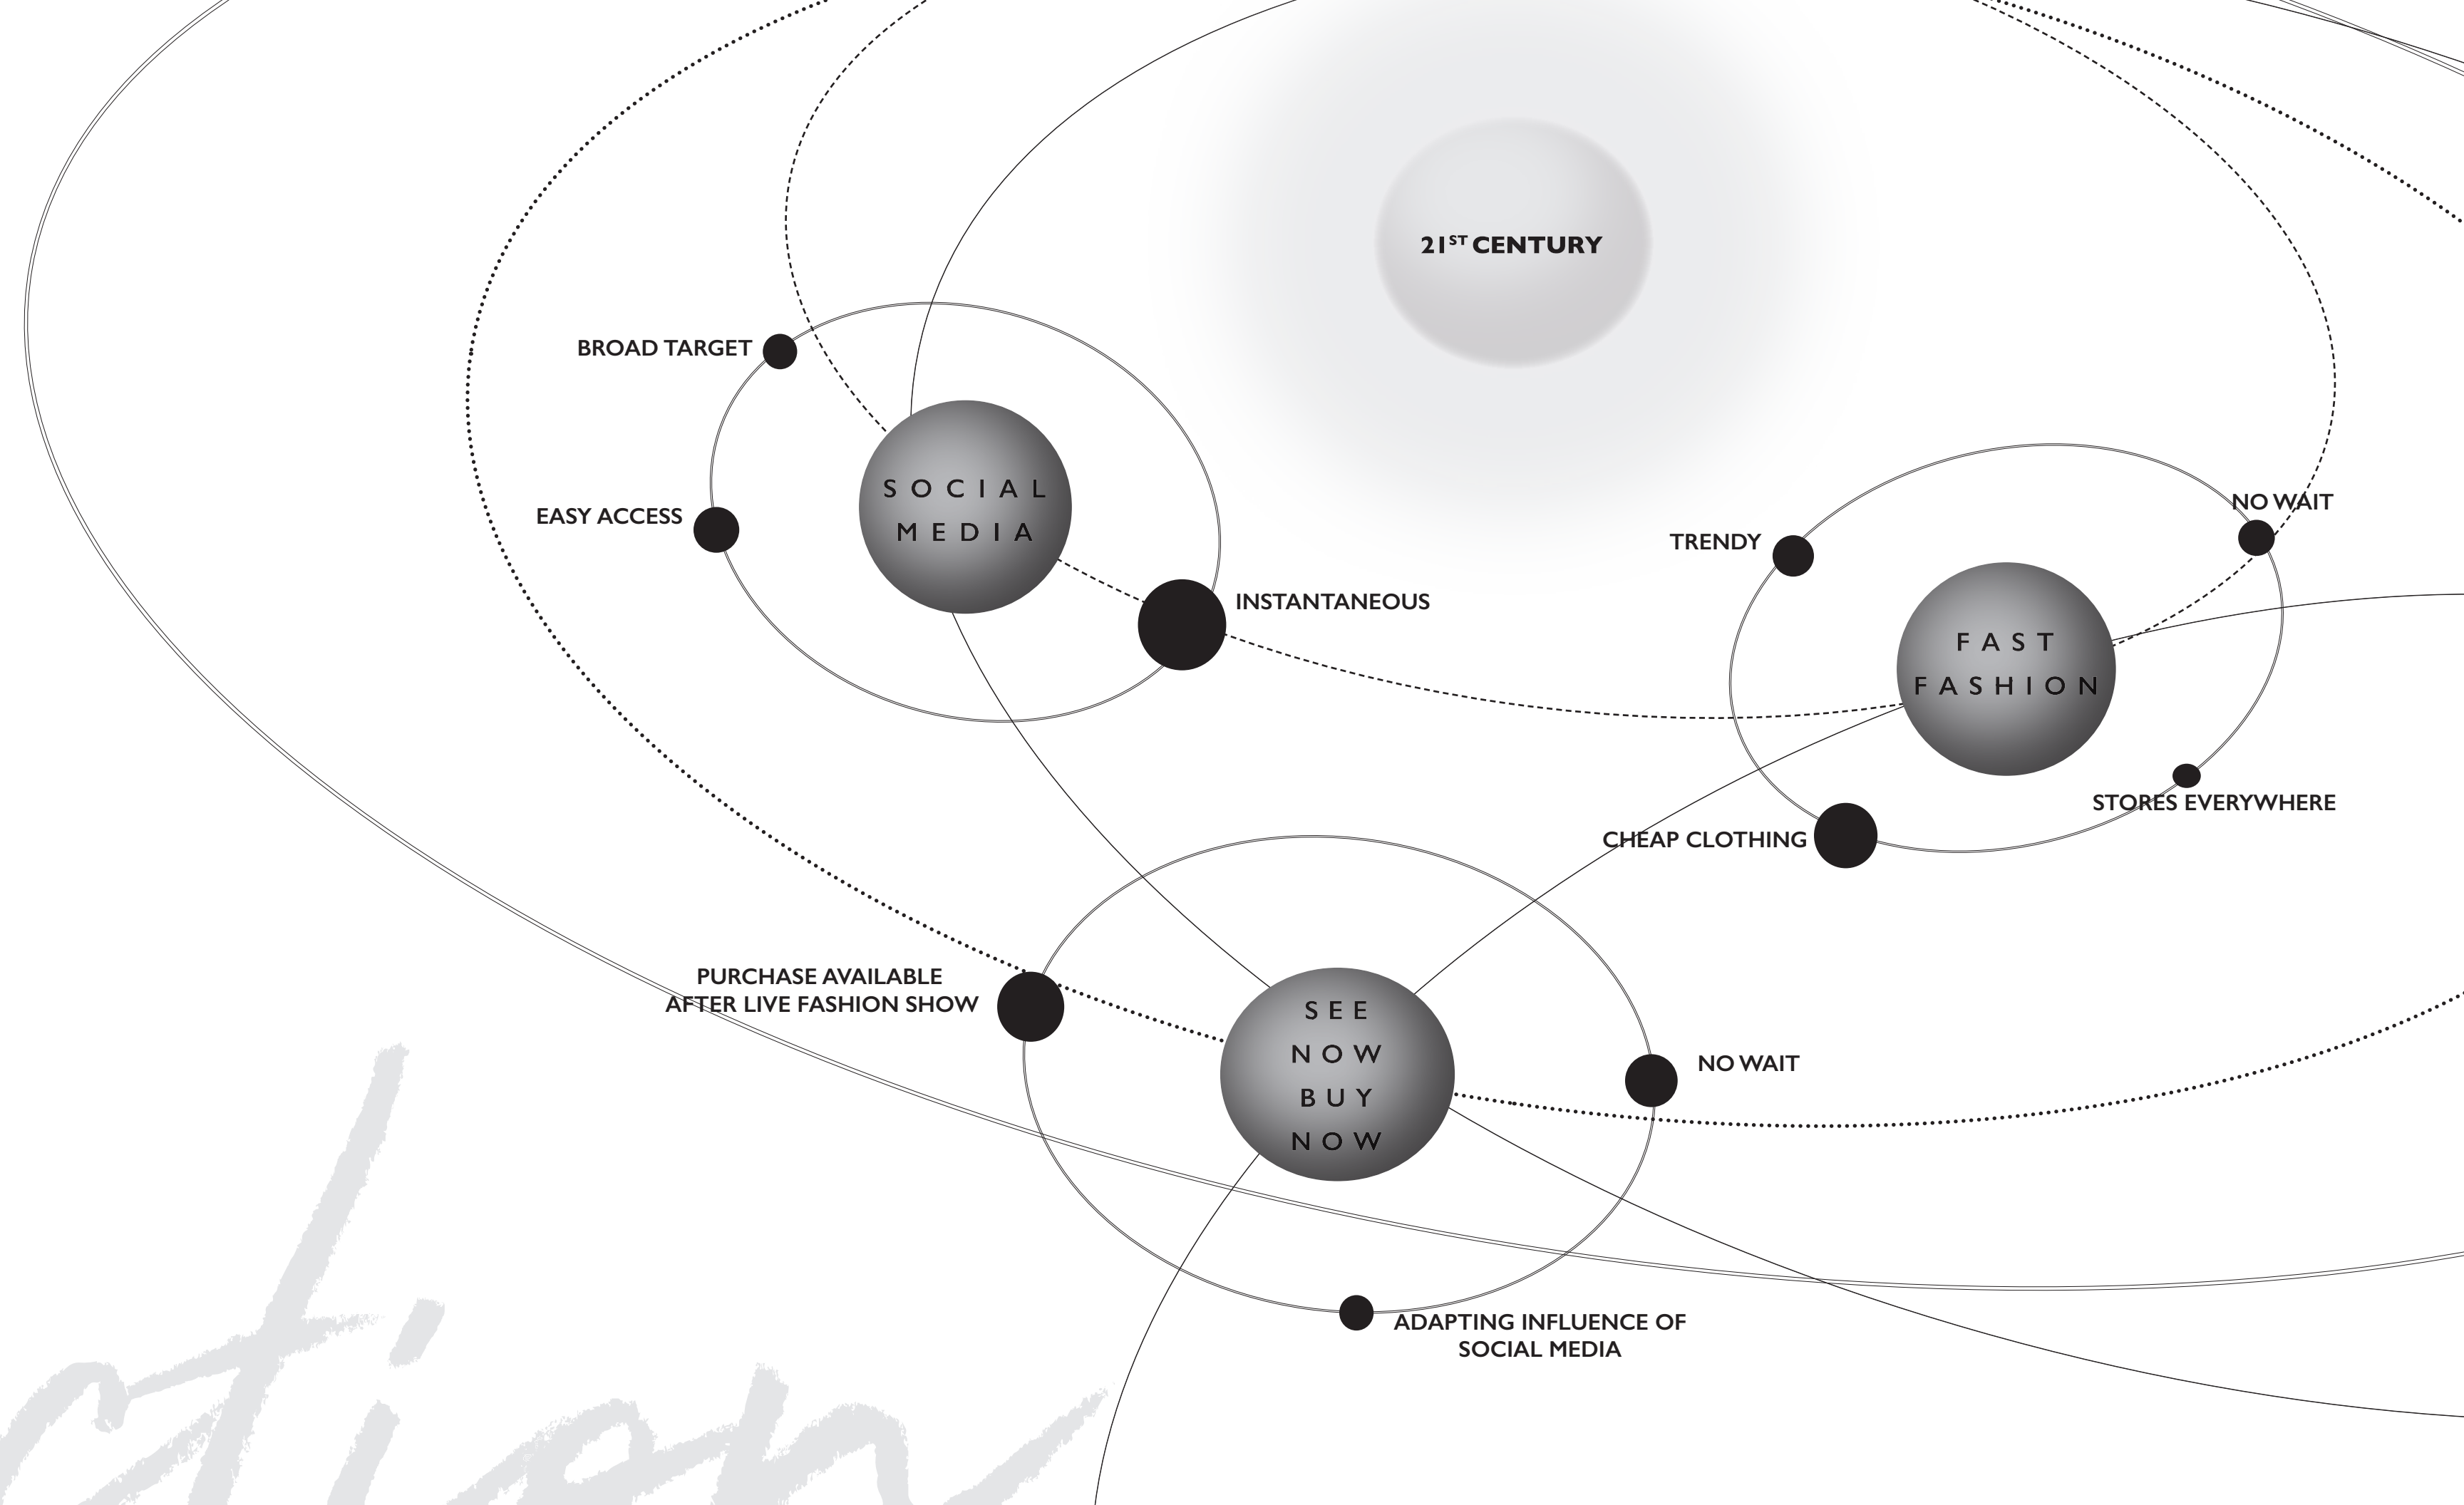 21ST CENTURY
BROAD TARGET
EASY ACCESS
SOCIAL
MEDIA
INSTANTANEOUS
TRENDY
NO WAIT
FAST
FASHION
STORES EVERYWHERE
CHEAP CLOTHING
PURCHASE AVAILABLE
AFTER LIVE FASHION SHOW
SEE
NOW
BUY
NOW
NO WAIT
ADAPTING INFLUENCE OF
SOCIAL MEDIA